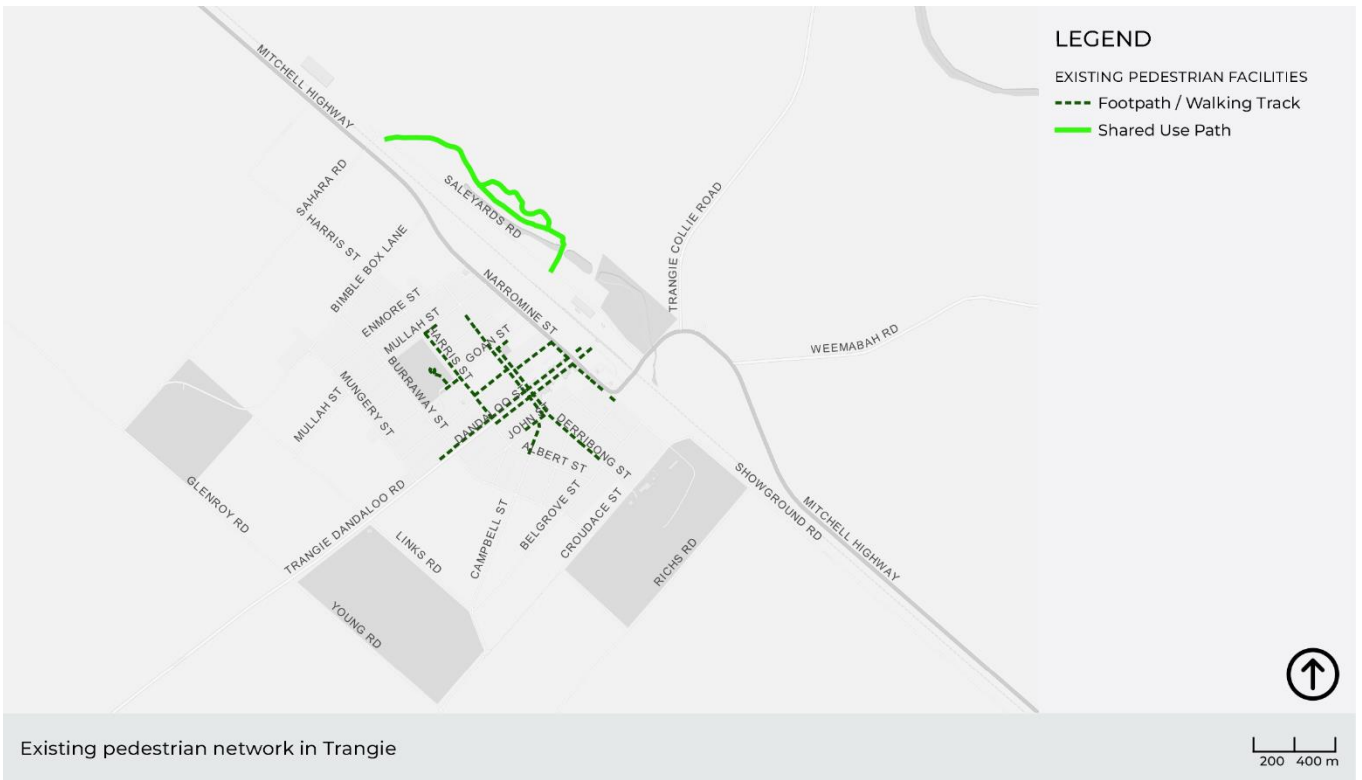 LEGEND
EXISTING PEDESTRIAN FACILITIES
Footpath / Walking Track
Shared Use Path
MITCHELL HIGHWAY
SAHARA RD
HARRIS ST
BIMBLE BOX LANE
SALEYARDS RD
TRANGIE COLLIE ROAD
NARROMINE ST
WEEMABAH RD
ENMORE ST
MULLAH ST
HARRIS ST
GOAN ST
BURRAWAY ST
MUNGERY ST
MULLAH ST
DANDALOO ST
JOHN ST
DERRIBONG ST
ALBERT ST
GLENROY RD
TRANGIE DANDALOO RD
LINKS RD
CAMPBELL ST
BELGROVE ST
CROUDACE ST
RICHS RD
SHOWGROUND RD
MITCHELL HIGHWAY
YOUNG RD
Existing pedestrian network in Trangie
200 400 m